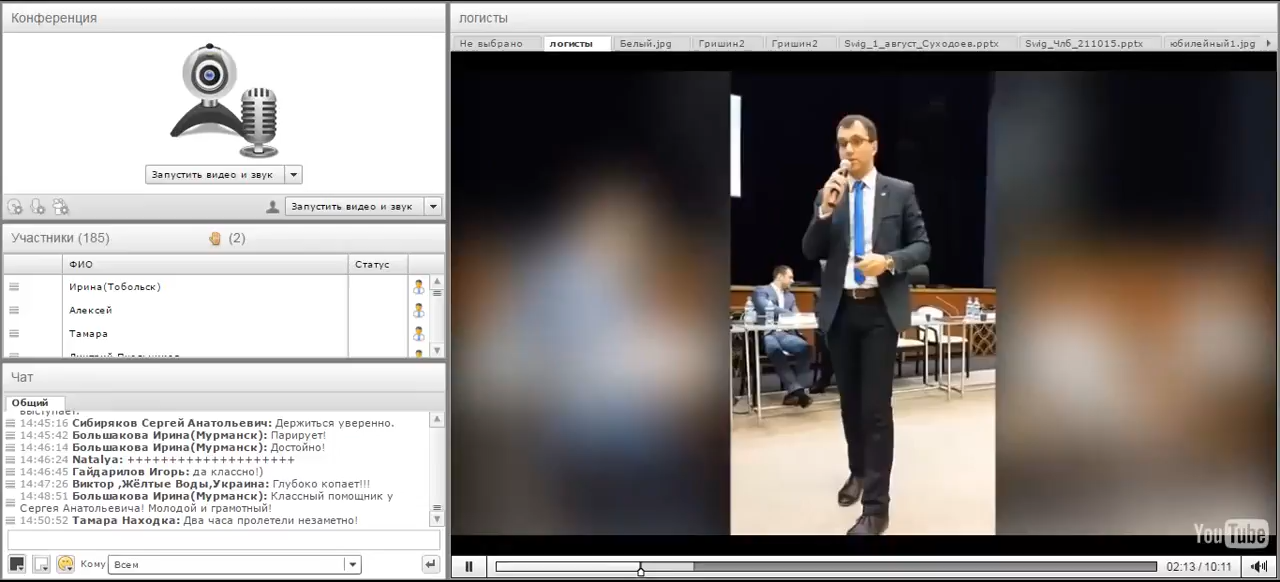 Конференция
Запустить видео и звук
Запустить видео и звук
Участники (185) (2)
ФИО Статус
Ирина(Тобольск)
Алексей
Тамара
Чат
Общий
выступает.
14:45:16 Сибиряков Сергей Анатольевич: Держиться уверенно.
14:45:42 Большакова Ирина(Мурманск): Парирует!
14:46:14 Большакова Ирина(Мурманск): Достойно!
14:46:24 Natalya: ++++++++++++++++++++
14:46:45 Гайдарилов Игорь: да классно!)
14:47:26 Виктор ,Жёлтые Воды,Украина: Глубоко копает!!!
14:48:51 Большакова Ирина(Мурманск): Классный помощник у
Сергея Анатольевича! Молодой и грамотный!
14:50:52 Тамара Находка: Два часа пролетели незаметно!
Кому Всем
логисты
Не выбрано логисты Белый.jpg Гришин2 Гришин2 Swig_1_август_Суходоев.pptx Swig_Члб_211015.pptx юбилейный1.jpg
YouTube
02:13 / 10:11